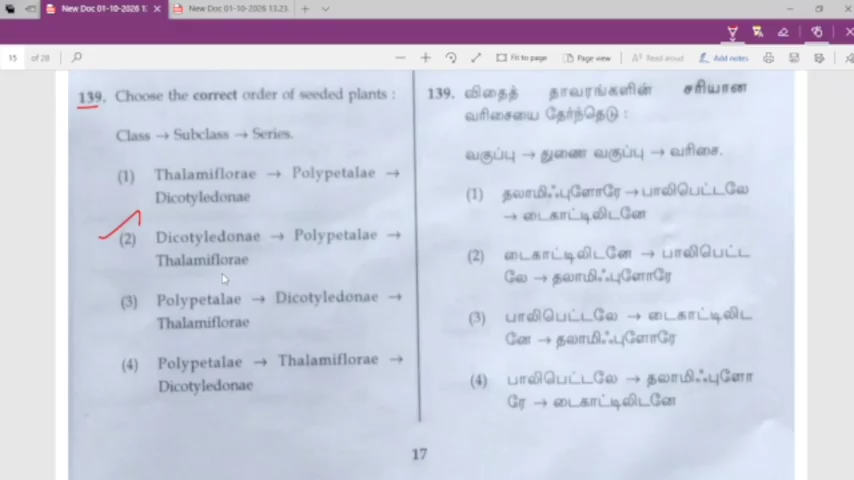 New Doc 01-10-2026 13
New Doc 01-10-2026 13.23.
15 of 28
Fit to page
Page view
Read aloud
Add notes
139. Choose the correct order of seeded plants :
Class → Subclass → Series.
(1) Thalamiflorae → Polypetalae →
Dicotyledonae
(2) Dicotyledonae → Polypetalae →
Thalamiflorae
(3) Polypetalae → Dicotyledonae →
Thalamiflorae
(4) Polypetalae → Thalamiflorae →
Dicotyledonae
139. விதைத் தாவரங்களின் சரியான
வரிசையை தேர்ந்தெடு :
வகுப்பு → துணை வகுப்பு → வரிசை.
(1) தலாமிஃபுளோரே → பாலிபெட்டலே
→ டைகாட்டிலிடனே
(2) டைகாட்டிலிடனே → பாலிபெட்ட
லே → தலாமிஃபுளோரே
(3) பாலிபெட்டலே → டைகாட்டிலிட
னே → தலாமிஃபுளோரே
(4) பாலிபெட்டலே → தலாமிஃபுளோ
ரே → டைகாட்டிலிடனே
17